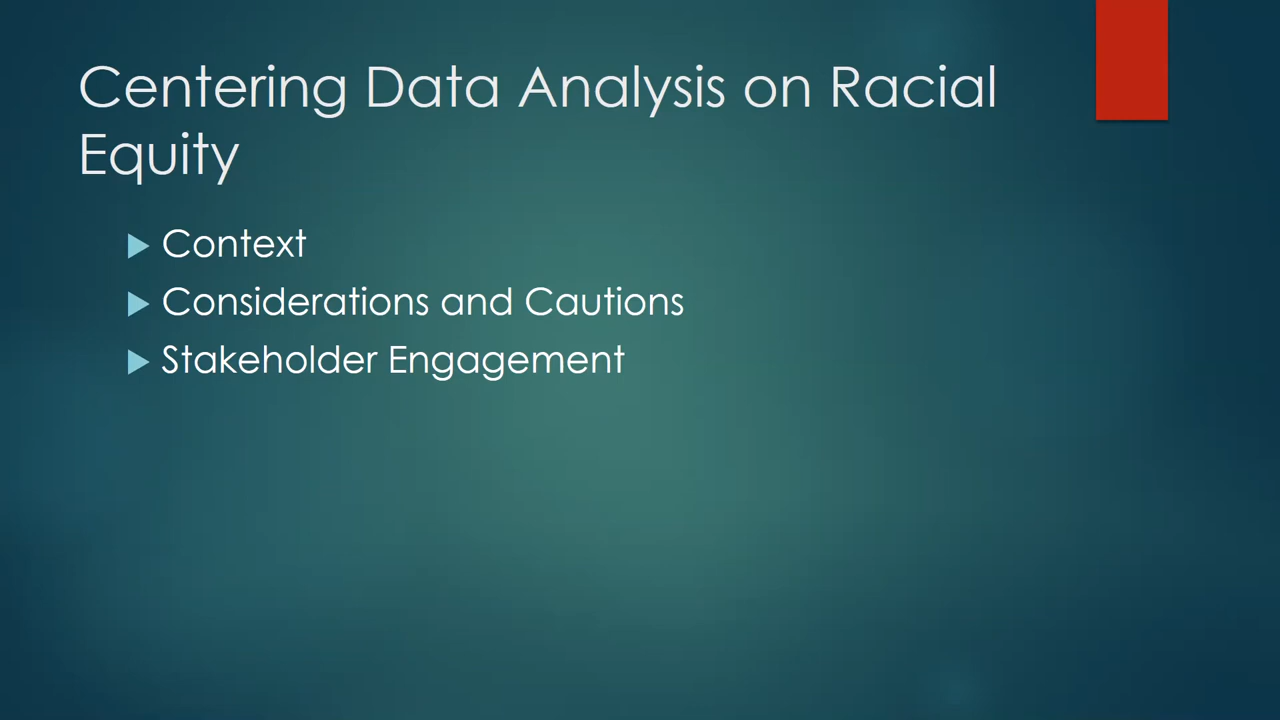 Centering Data Analysis on Racial
Equity
Context
Considerations and Cautions
Stakeholder Engagement